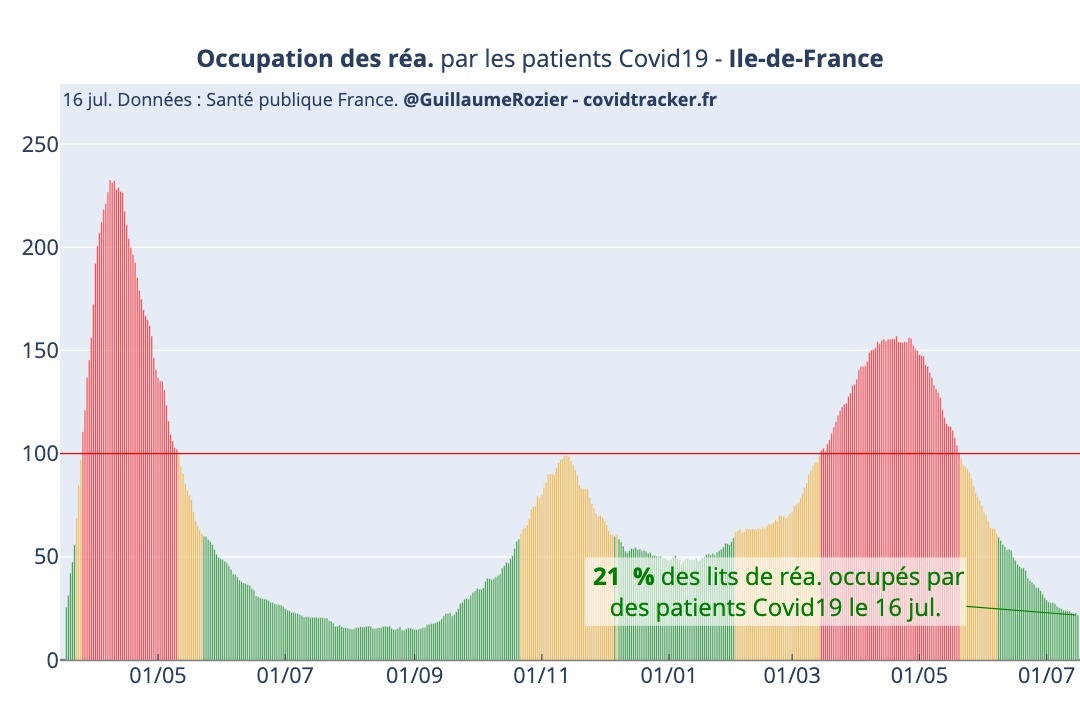 Occupation des réa. par les patients Covid19 - Ile-de-France
16 jul. Données : Santé publique France. @GuillaumeRozier - covidtracker.fr
250
200
150
100
50
0
21 % des lits de réa. occupés par
des patients Covid19 le 16 jul.
01/05 01/07 01/09 01/11 01/01 01/03 01/05 01/07